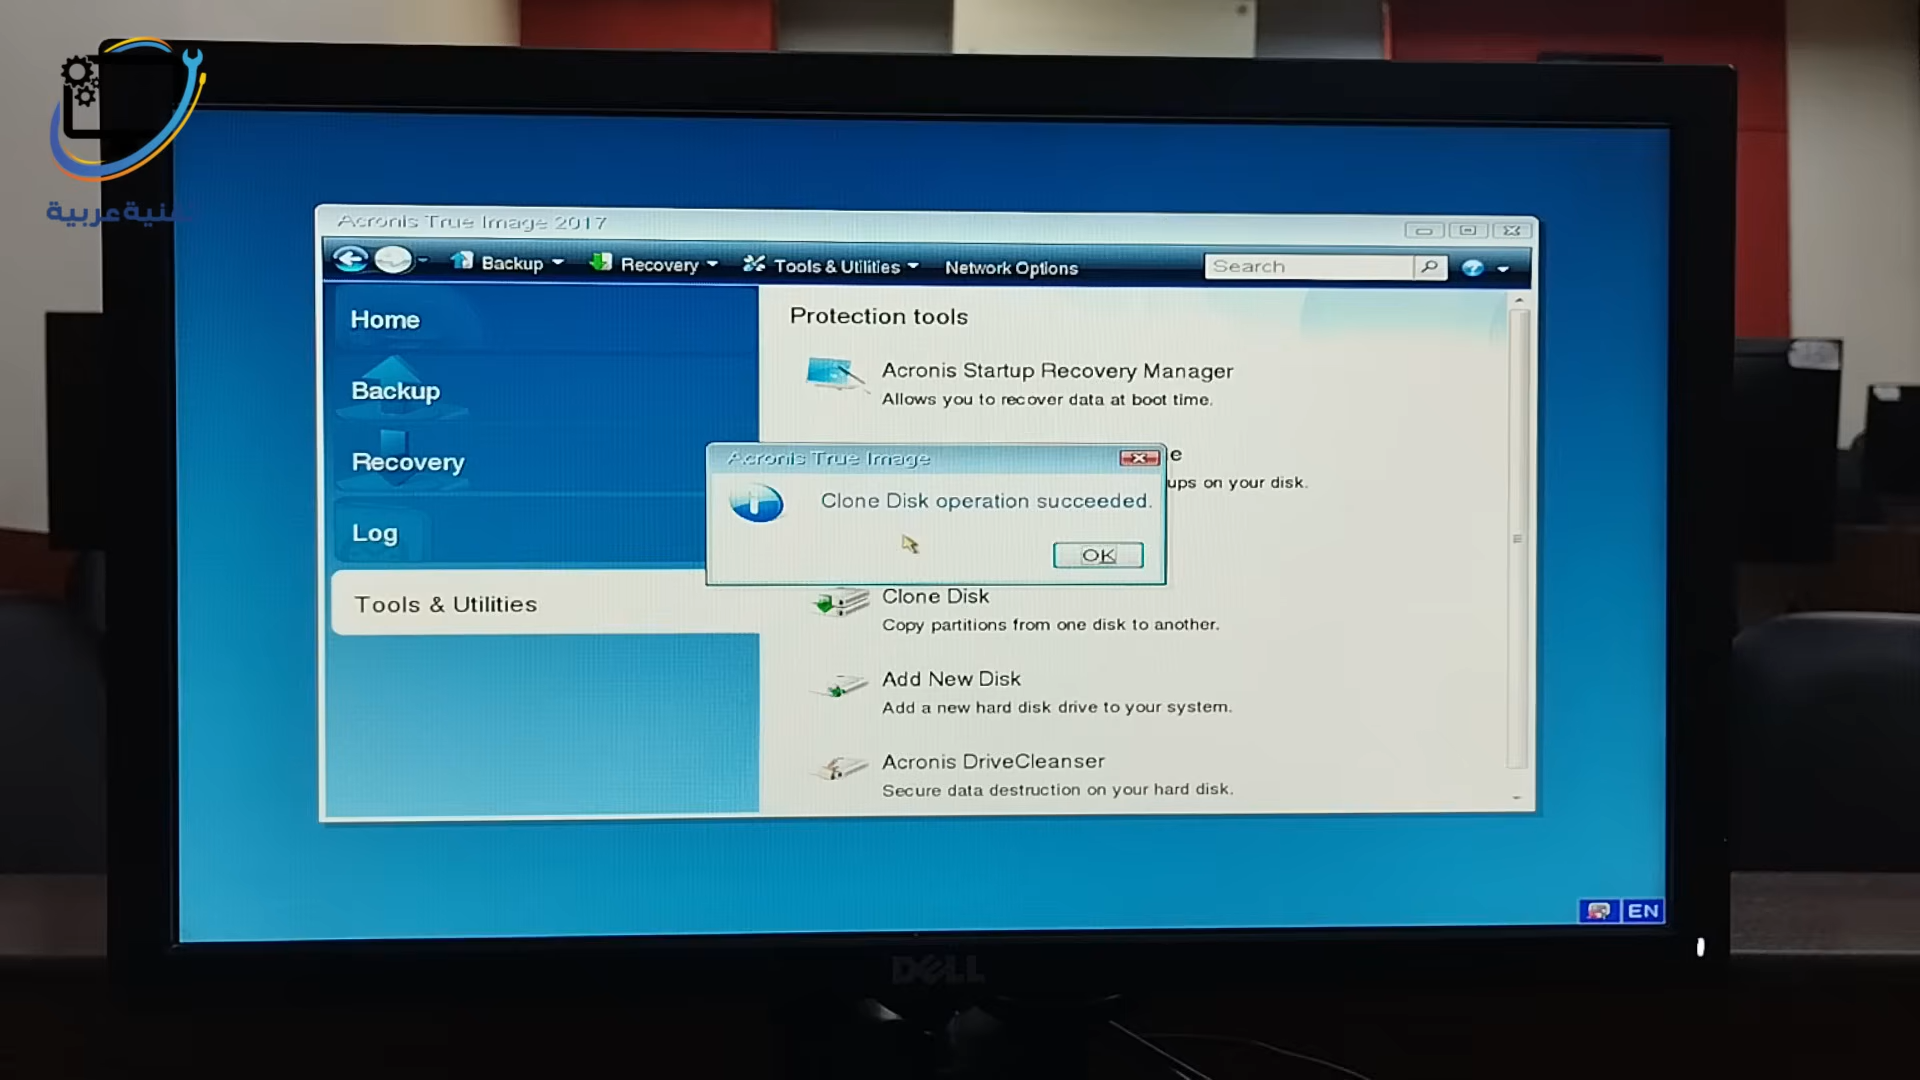 Acronis True Image 2017
Backup
Recovery
Tools & Utilities
Network Options
Search
Home
Backup
Recovery
Log
Tools & Utilities
Protection tools
Acronis Startup Recovery Manager
Allows you to recover data at boot time.
e
ups on your disk.
Acronis True Image
Clone Disk operation succeeded.
OK
Clone Disk
Copy partitions from one disk to another.
Add New Disk
Add a new hard disk drive to your system.
Acronis DriveCleanser
Secure data destruction on your hard disk.
EN
DELL